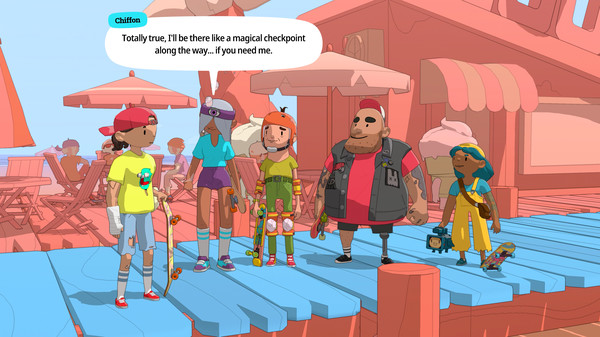 Chiffon
Totally true, I'll be there like a magical checkpoint
along the way... if you need me.